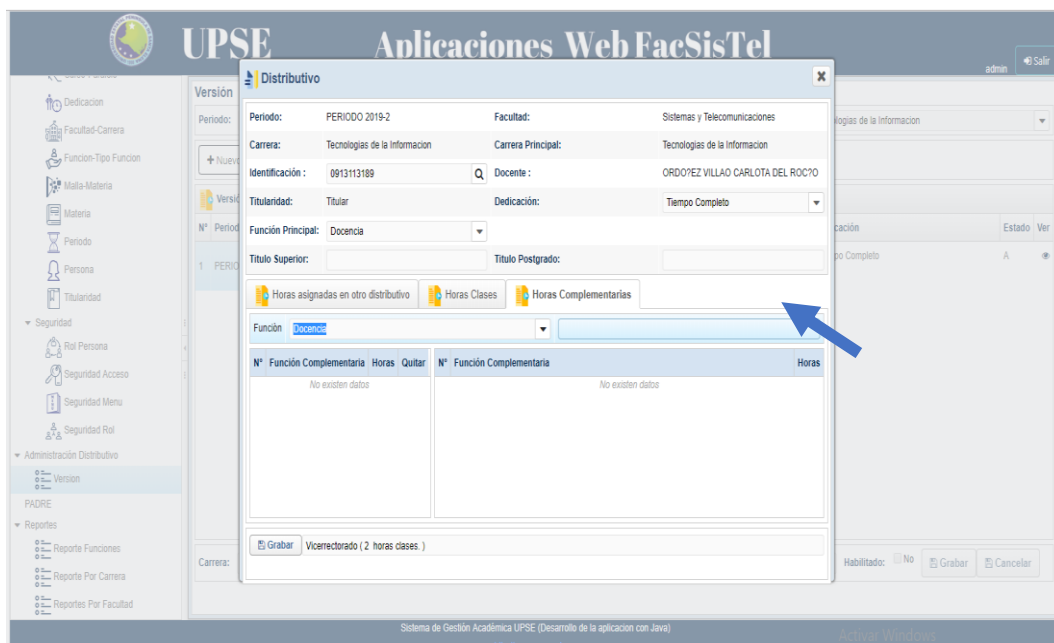 UPSE Aplicaciones Web FacSisTel
admin Salir
Dedicacion
Facultad-Carrera
Funcion-Tipo Funcion
Malla-Materia
Materia
Periodo
Persona
Titularidad
Seguridad
Rol Persona
Seguridad Acceso
Seguridad Menu
Seguridad Rol
Administración Distributivo
Version
PADRE
Reportes
Reporte Funciones
Reporte Por Carrera
Reportes Por Facultad
Versión
Periodo:
Nuevo
N° Period
1 PERIO
Carrera:
Distributivo
Periodo: PERIODO 2019-2 Facultad: Sistemas y Telecomunicaciones
Carrera: Tecnologias de la Informacion Carrera Principal: Tecnologias de la Informacion
Identificación : 0913113189 Docente : ORDO?EZ VILLAO CARLOTA DEL ROC?O
Titularidad: Titular Dedicación: Tiempo Completo
Función Principal: Docencia
Titulo Superior: Titulo Postgrado:
Horas asignadas en otro distributivo Horas Clases Horas Complementarias
Función Docencia
N° Función Complementaria Horas Quitar N° Función Complementaria Horas
No existen datos No existen datos
Grabar Vicerrectorado ( 2 horas clases. )
ologias de la Informacion
cación Estado Ver
po Completo A
Habilitado: No Grabar Cancelar
Sistema de Gestión Académica UPSE (Desarrollo de la aplicacion con Java)
Activar Windows